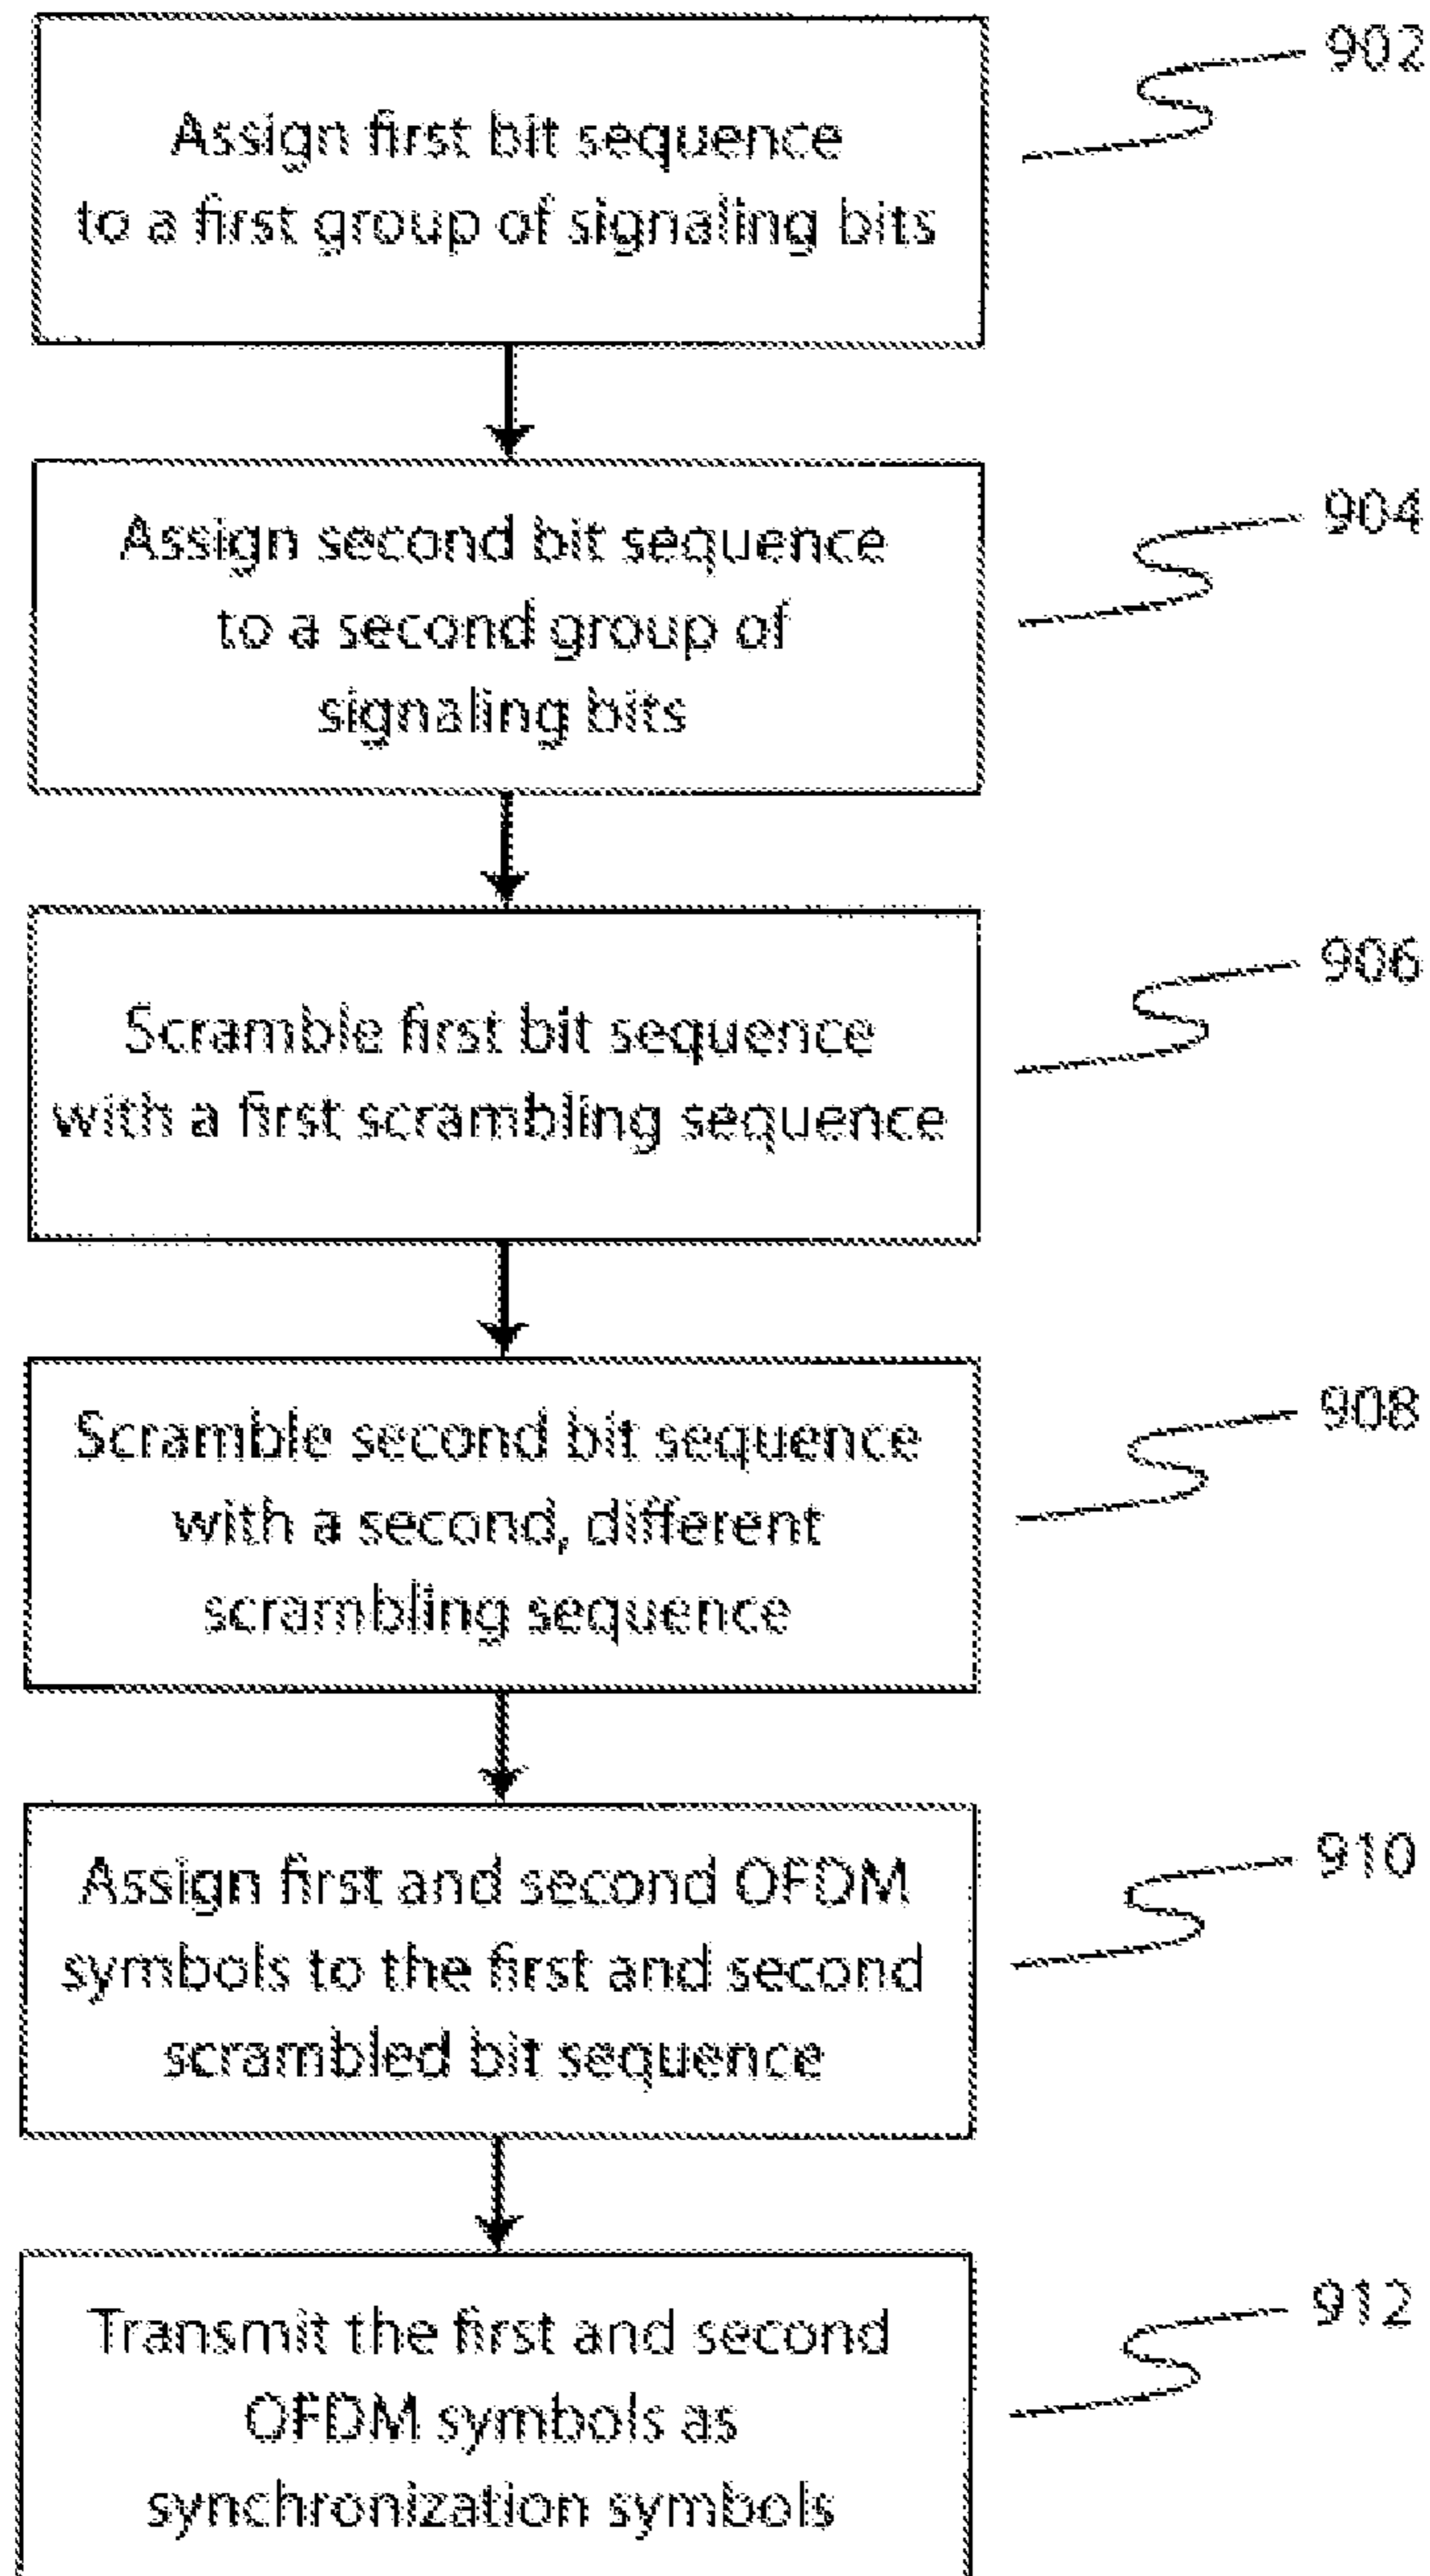 902
Assign first bit sequence
to a first group of signaling bits
904
Assign second bit sequence
to a second group of
signaling bits
906
Scramble first bit sequence
with a first scrambling sequence
908
Scramble second bit sequence
with a second, different
scrambling sequence
910
Assign first and second OFDM
symbols to the first and second
scrambled bit sequence
912
Transmit the first and second
OFDM symbols as
synchronization symbols